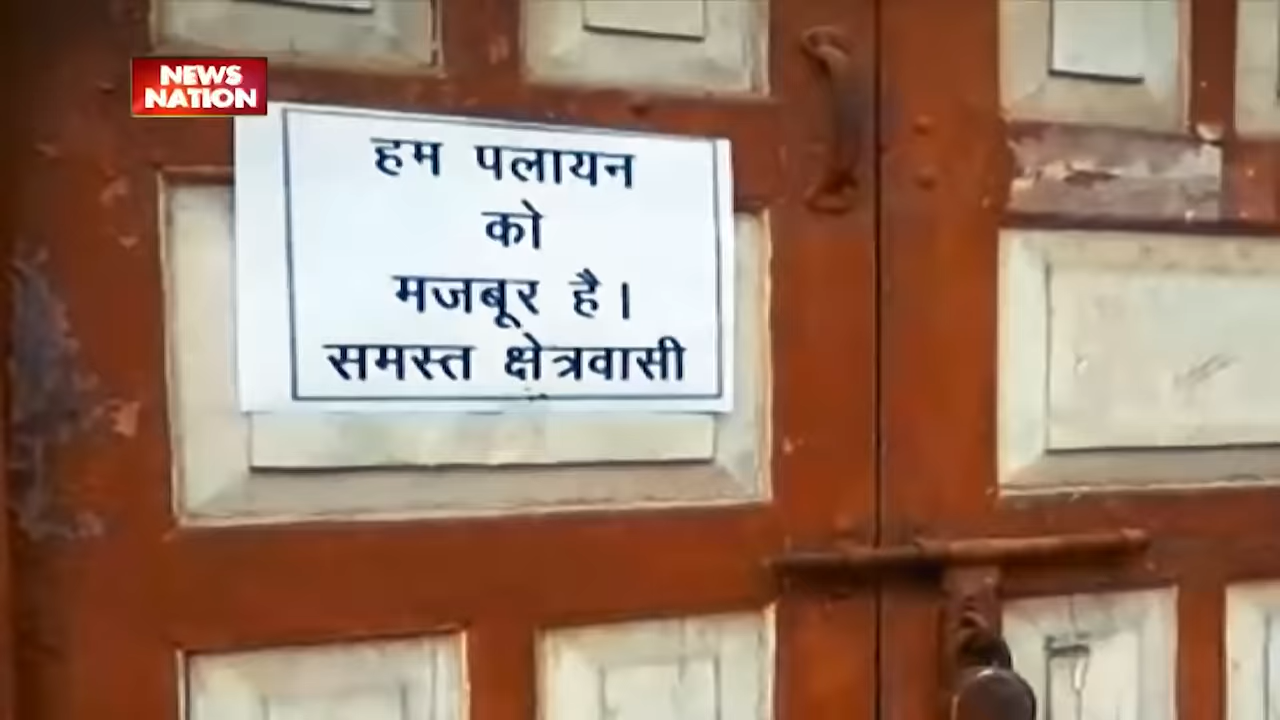 NEWS
NATION
हम पलायन
को
मजबूर है।
समस्त क्षेत्रवासी